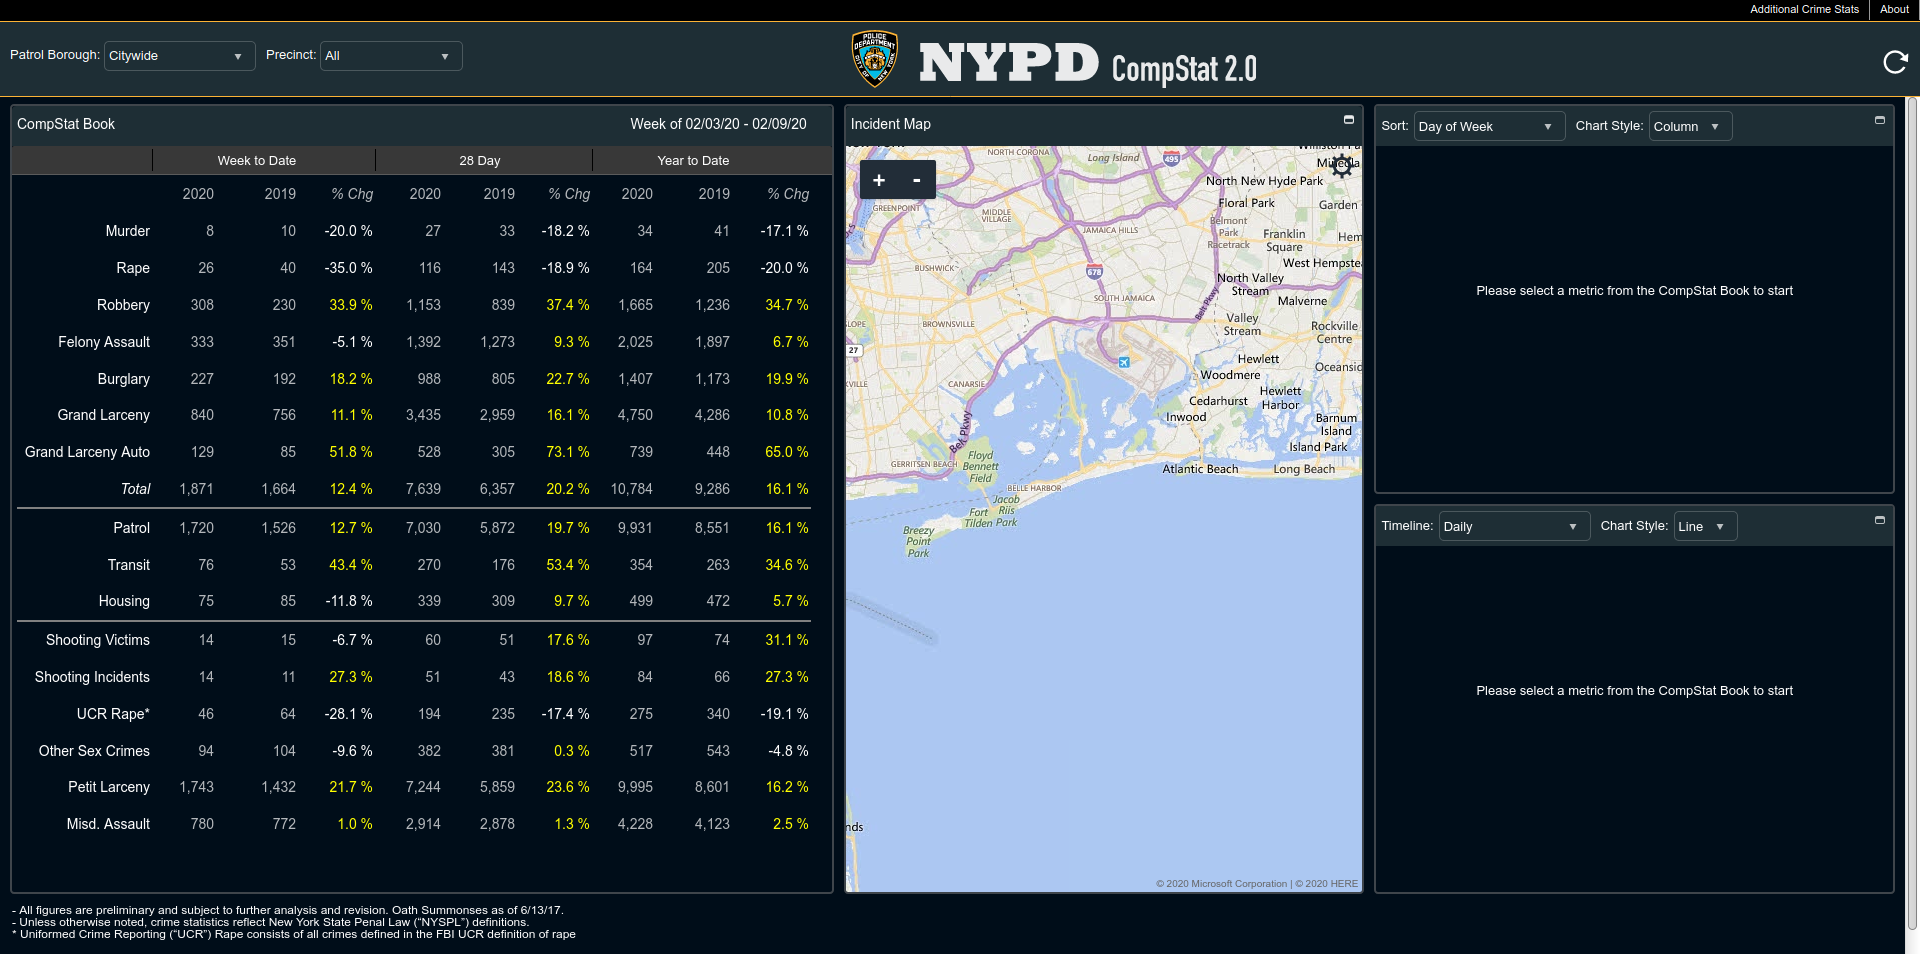 Additional Crime Stats About
Patrol Borough: Citywide Precinct: All
POLICE DEPARTMENT CITY OF NEW YORK
NYPD CompStat 2.0
CompStat Book Week of 02/03/20 - 02/09/20
Week to Date 28 Day Year to Date
2020 2019 % Chg 2020 2019 % Chg 2020 2019 % Chg
Murder 8 10 -20.0 % 27 33 -18.2 % 34 41 -17.1 %
Rape 26 40 -35.0 % 116 143 -18.9 % 164 205 -20.0 %
Robbery 308 230 33.9 % 1,153 839 37.4 % 1,665 1,236 34.7 %
Felony Assault 333 351 -5.1 % 1,392 1,273 9.3 % 2,025 1,897 6.7 %
Burglary 227 192 18.2 % 988 805 22.7 % 1,407 1,173 19.9 %
Grand Larceny 840 756 11.1 % 3,435 2,959 16.1 % 4,750 4,286 10.8 %
Grand Larceny Auto 129 85 51.8 % 528 305 73.1 % 739 448 65.0 %
Total 1,871 1,664 12.4 % 7,639 6,357 20.2 % 10,784 9,286 16.1 %
Patrol 1,720 1,526 12.7 % 7,030 5,872 19.7 % 9,931 8,551 16.1 %
Transit 76 53 43.4 % 270 176 53.4 % 354 263 34.6 %
Housing 75 85 -11.8 % 339 309 9.7 % 499 472 5.7 %
Shooting Victims 14 15 -6.7 % 60 51 17.6 % 97 74 31.1 %
Shooting Incidents 14 11 27.3 % 51 43 18.6 % 84 66 27.3 %
UCR Rape* 46 64 -28.1 % 194 235 -17.4 % 275 340 -19.1 %
Other Sex Crimes 94 104 -9.6 % 382 381 0.3 % 517 543 -4.8 %
Petit Larceny 1,743 1,432 21.7 % 7,244 5,859 23.6 % 9,995 8,601 16.2 %
Misd. Assault 780 772 1.0 % 2,914 2,878 1.3 % 4,228 4,123 2.5 %
Incident Map
+ -
NORTH CORONA
Long Island
495
North New Hyde Park
GREENPOINT
Floral Park
Garden
MIDDLE
VILLAGE
Belmont
Park
Racetrack
JAMAICA HILLS
Franklin
Square
Hem
BUSHWICK
678
West Hempste
North Valley
Stream
SOUTH JAMAICA
Belt Pkwy
Malverne
LOPE
BROWNSVILLE
Valley
Stream
Rockville
Centre
27
Hewlett
Oceansid
VILLE
CANARSIE
Woodmere
Hewlett
Harbor
Cedarhurst
Inwood
Belt Pkwy
Barnum
Island
Island Park
GERRITSEN BEACH
Floyd
Bennett
Field
Atlantic Beach
Long Beach
BELLE HARBOR
Jacob
Riis
Park
Fort
Tilden
Breezy
Point
Park
nds
© 2020 Microsoft Corporation | © 2020 HERE
Sort: Day of Week Chart Style: Column
Please select a metric from the CompStat Book to start
Timeline: Daily Chart Style: Line
Please select a metric from the CompStat Book to start
- All figures are preliminary and subject to further analysis and revision. Oath Summonses as of 6/13/17.
- Unless otherwise noted, crime statistics reflect New York State Penal Law (“NYSPL”) definitions.
* Uniformed Crime Reporting (“UCR”) Rape consists of all crimes defined in the FBI UCR definition of rape